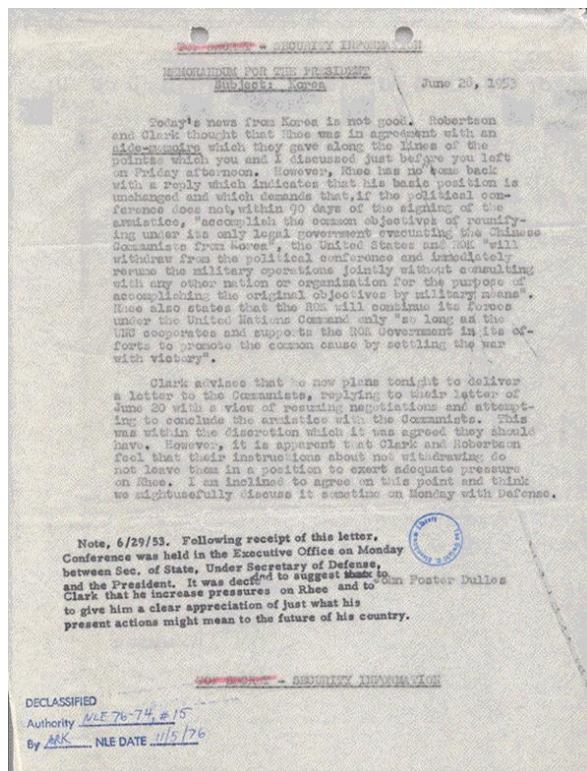 TOP SECRET - SECURITY INFORMATION
MEMORANDUM FOR THE PRESIDENT
Subject: Korea
June 28, 1953
Today's news from Korea is not good. Robertson
and Clark thought that Rhee was in agreement with an
aide-memoire which they gave along the lines of the
points which you and I discussed just before you left
on Friday afternoon. However, Rhee has no come back
with a reply which indicates that his basic position is
unchanged and which demands that, if the political con-
ference does not, within 90 days of the signing of the
armistice, "accomplish the common objectives of reunify-
ing under its only legal government evacuating the Chinese
Communists from Korea", the United States and ROK "will
withdraw from the political conference and immediately
resume the military operations jointly without consulting
with any other nation or organization for the purpose of
accomplishing the original objectives by military means".
Rhee also states that the ROK will continue its forces
under the United Nations Command only "so long as the
UNC cooperates and supports the ROK Government in its ef-
forts to promote the common cause by settling the war
with victory".
Clark advises that he now plans tonight to deliver
a letter to the Communists, replying to their letter of
June 20 with a view of resuming negotiations and attempt-
ing to conclude the armistice with the Communists. This
was within the discretion which it was agreed they should
have. However, it is apparent that Clark and Robertson
feel that their instructions about not withdrawing do
not leave them in a position to exert adequate pressure
on Rhee. I am inclined to agree on this point and think
we mightusefully discuss it sometime on Monday with Defense.
Note, 6/29/53. Following receipt of this letter,
Conference was held in the Executive Office on Monday
between Sec. of State, Under Secretary of Defense,
and the President. It was decided to suggest to
John Foster Dulles
Clark that he increase pressures on Rhee and to
to give him a clear appreciation of just what his
present actions might mean to the future of his country.
TOP SECRET - SECURITY INFORMATION
DECLASSIFIED
Authority NLE 76-74, #15
By ARK NLE DATE 11/5/76